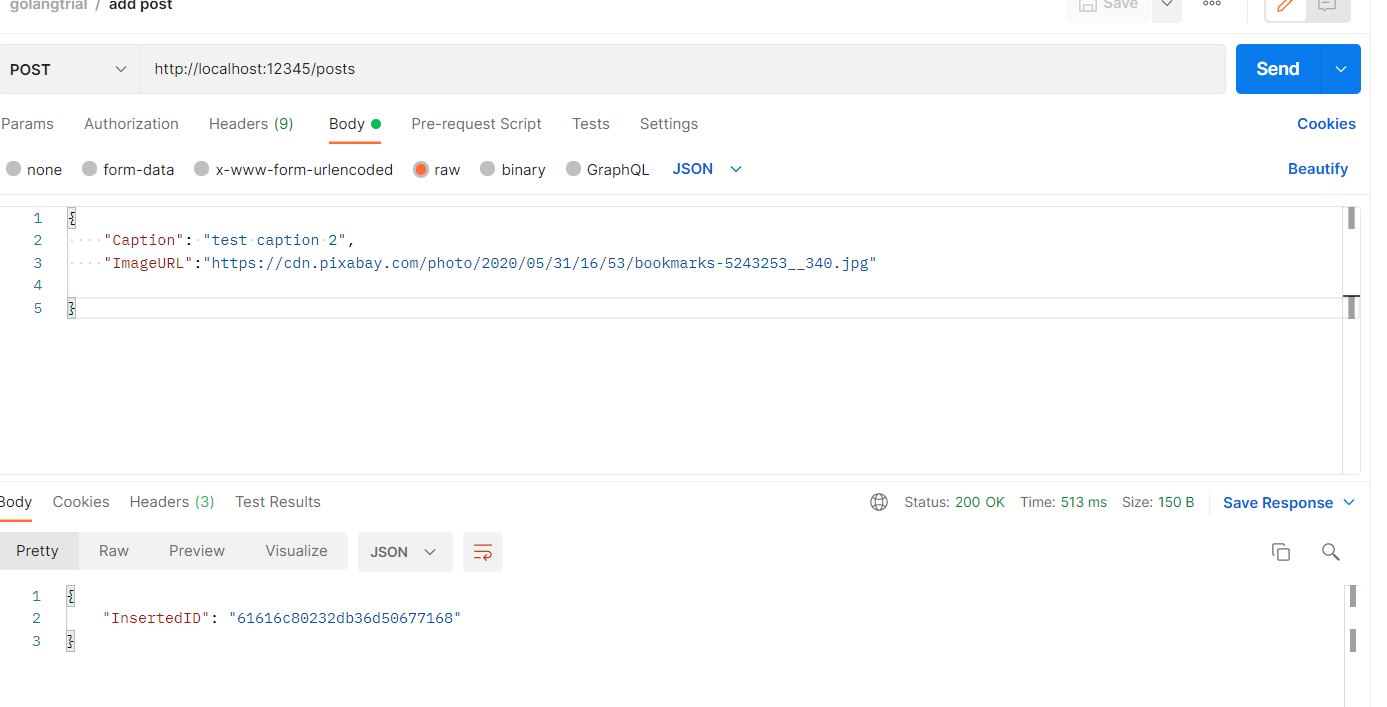 golangtrial / add post
Save
POST http://localhost:12345/posts Send
Params Authorization Headers (9) Body Pre-request Script Tests Settings Cookies
none form-data x-www-form-urlencoded raw binary GraphQL JSON Beautify
1 {
2 "Caption": "test caption 2",
3 "ImageURL":"https://cdn.pixabay.com/photo/2020/05/31/16/53/bookmarks-5243253__340.jpg"
4
5 }
Body Cookies Headers (3) Test Results Status: 200 OK Time: 513 ms Size: 150 B Save Response
Pretty Raw Preview Visualize JSON
1 {
2 "InsertedID": "61616c80232db36d50677168"
3 }